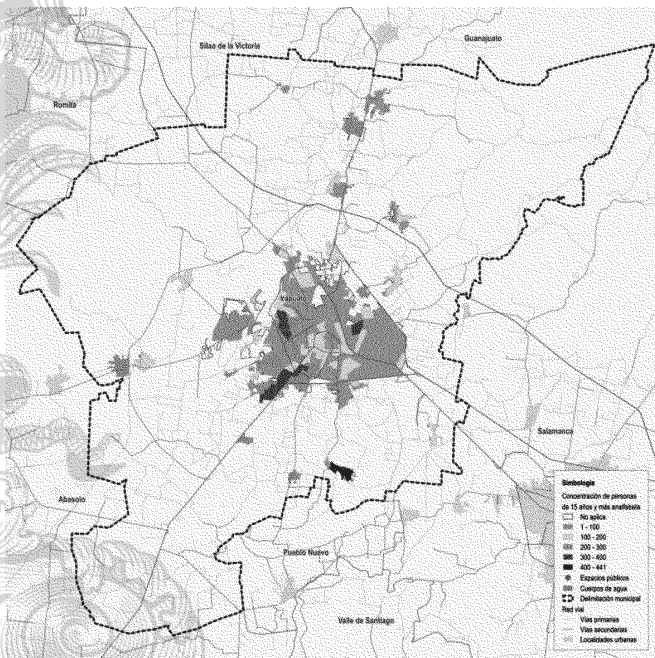 Silao de la Victoria
Guanajuato
Romita
Irapuato
Salamanca
Abasolo
Pueblo Nuevo
Valle de Santiago
Simbología
Concentración de personas
de 15 años y más analfabeta
No aplica
1 - 100
100 - 200
200 - 300
300 - 400
400 - 441
Espacios públicos
Cuerpos de agua
Delimitación municipal
Red vial
Vías primarias
Vías secundarias
Localidades urbanas